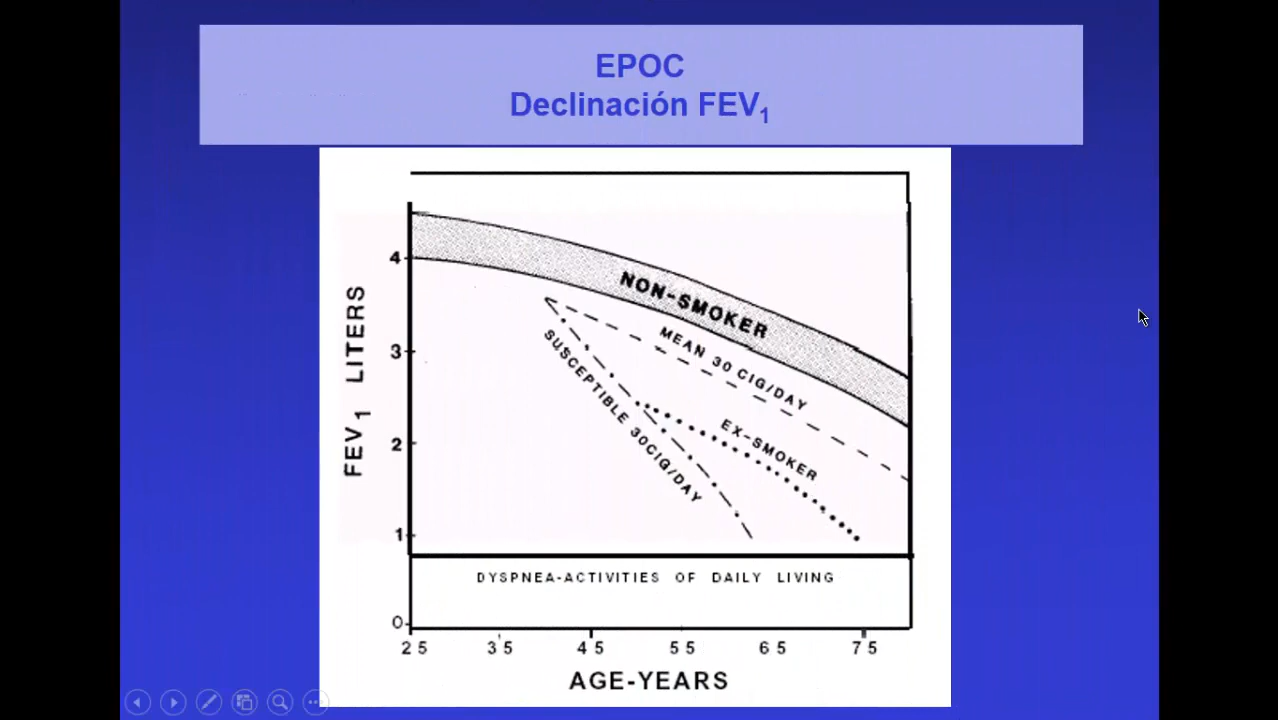 EPOC
Declinación FEV1
FEV1 LITERS
4
3
2
1
0
NON-SMOKER
MEAN 30 CIG/DAY
SUSCEPTIBLE 30CIG/DAY
EX-SMOKER
DYSPNEA-ACTIVITIES OF DAILY LIVING
25 35 45 55 65 75
AGE-YEARS